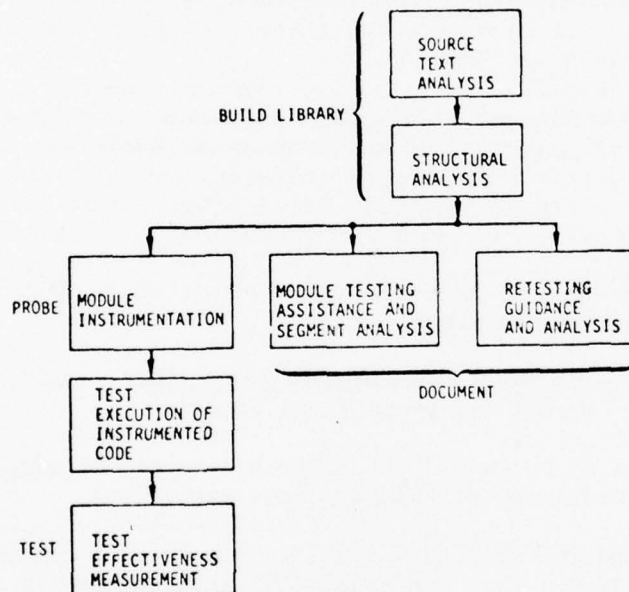 SOURCE
TEXT
ANALYSIS
BUILD LIBRARY
STRUCTURAL
ANALYSIS
PROBE
MODULE
INSTRUMENTATION
MODULE TESTING
ASSISTANCE AND
SEGMENT ANALYSIS
RETESTING
GUIDANCE
AND ANALYSIS
DOCUMENT
TEST
EXECUTION OF
INSTRUMENTED
CODE
TEST
TEST
EFFECTIVENESS
MEASUREMENT